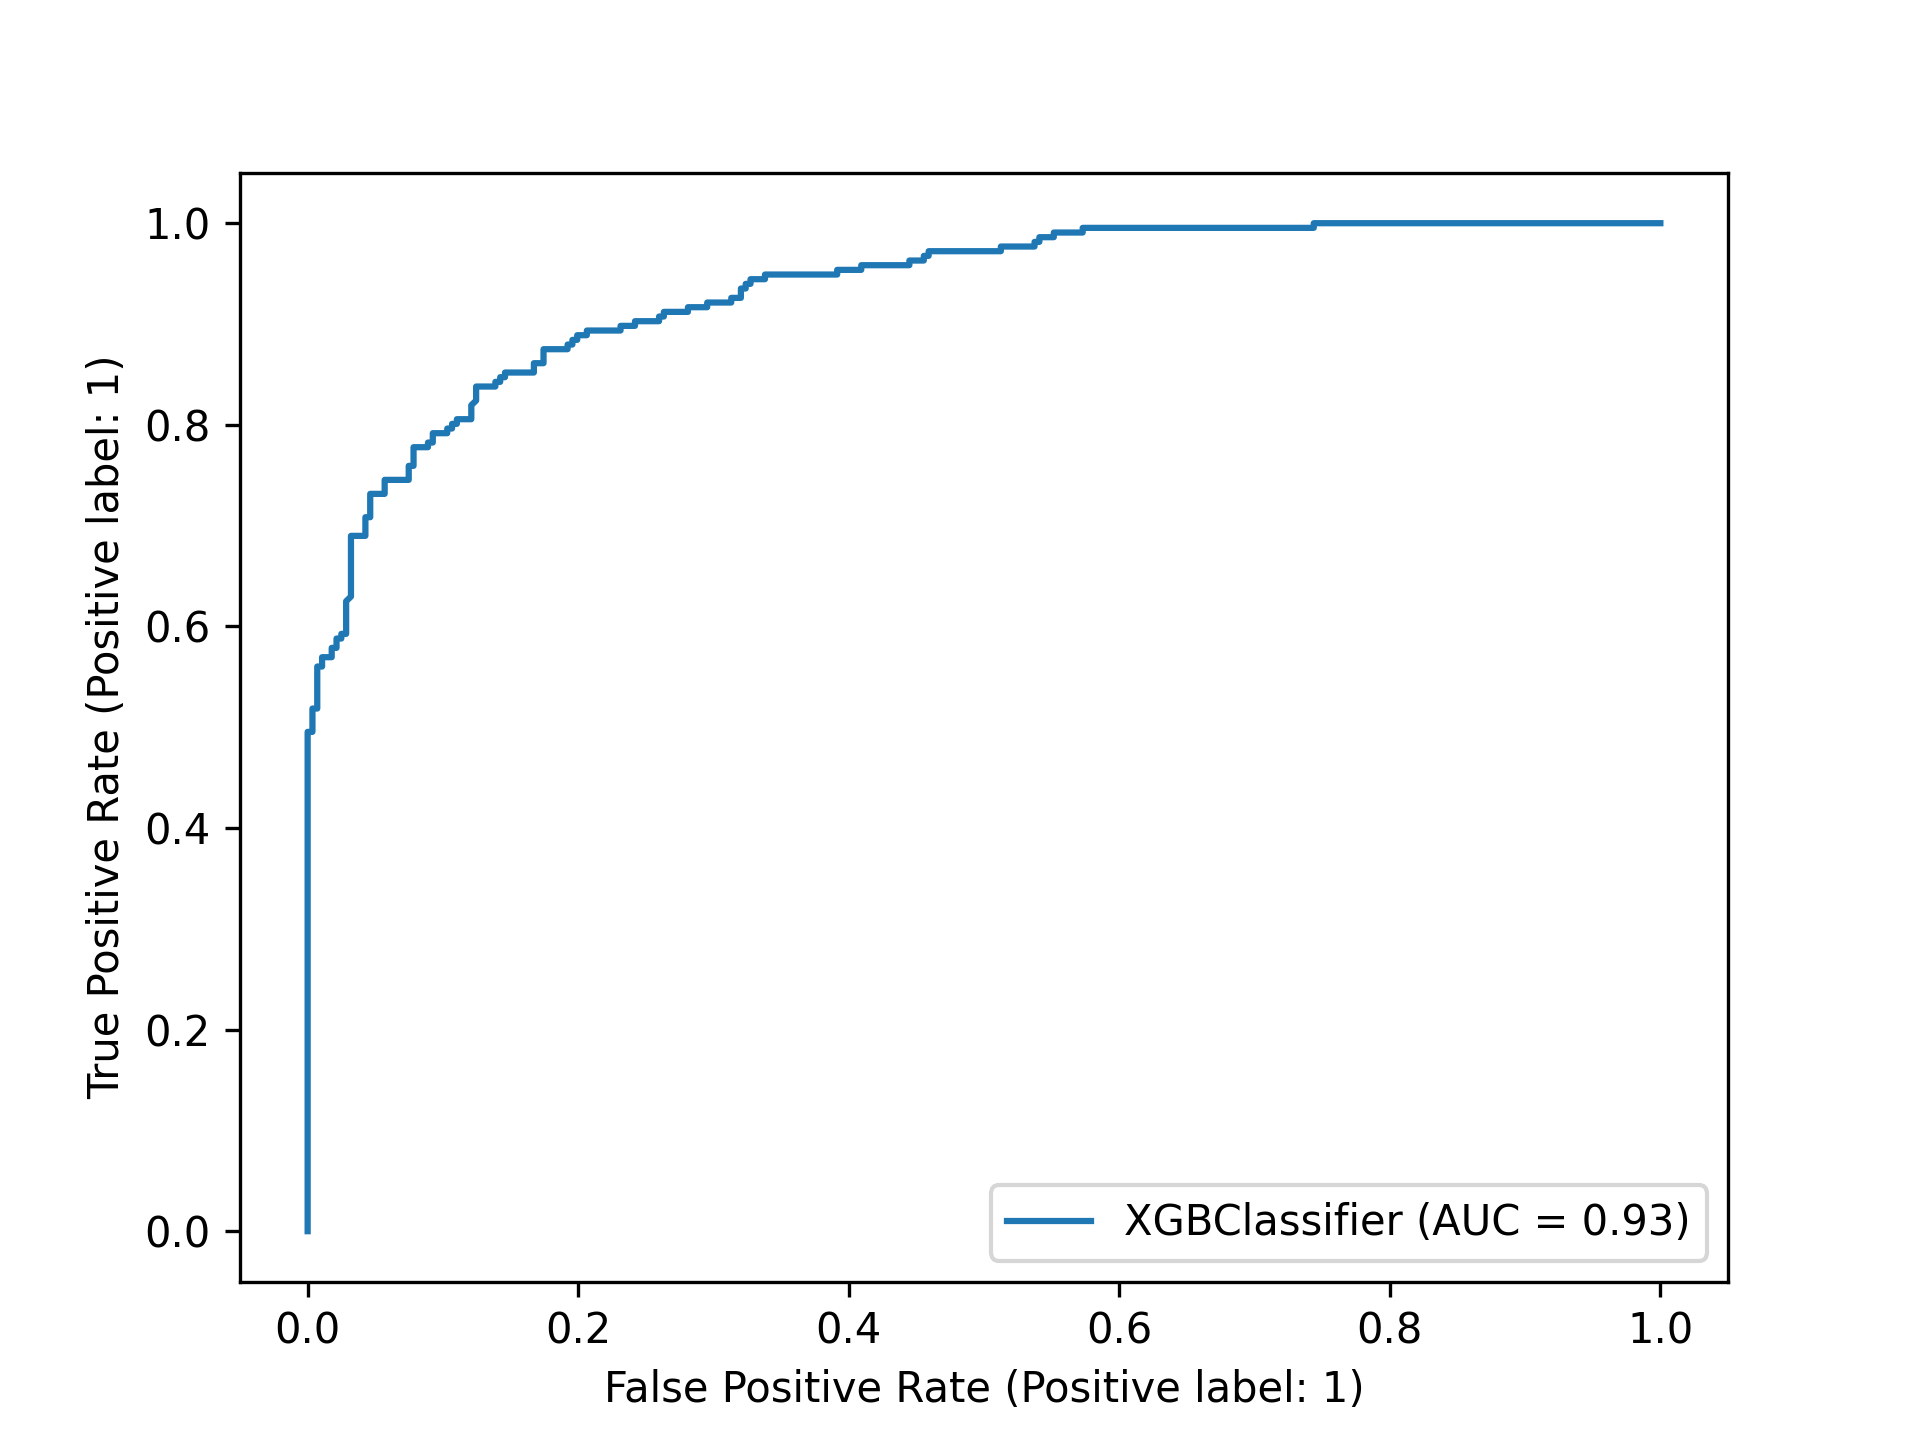 1.0
0.8
0.6
0.4
0.2
0.0
True Positive Rate (Positive label: 1)
XGBClassifier (AUC = 0.93)
0.0 0.2 0.4 0.6 0.8 1.0
False Positive Rate (Positive label: 1)